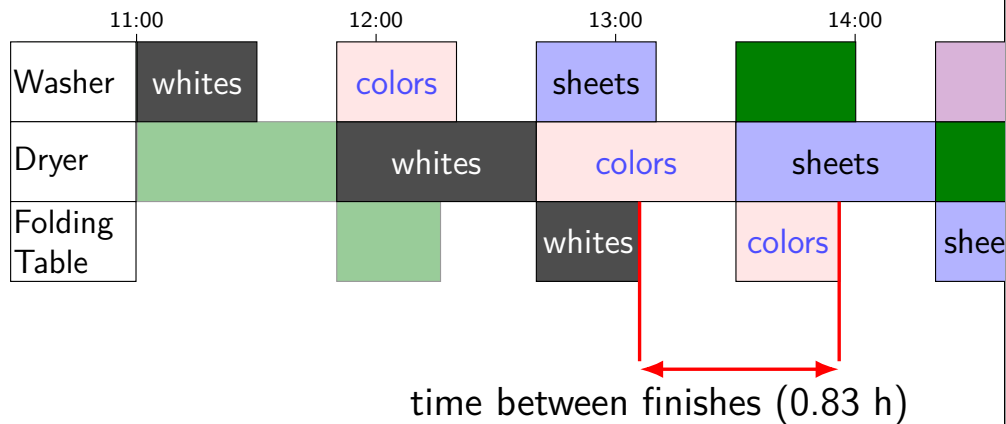 11:00 12:00 13:00 14:00
Washer whites colors sheets
Dryer whites colors sheets
Folding
Table whites colors shee
time between finishes (0.83 h)